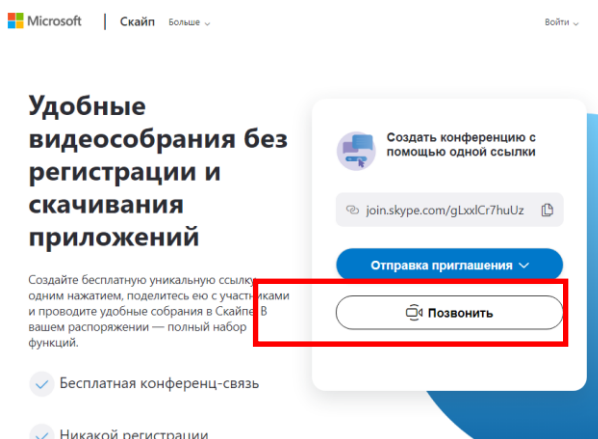 Microsoft
Скайп
Больше
Войти
Удобные
видеособрания без
регистрации и
скачивания
приложений
Создайте бесплатную уникальную ссылку
одним нажатием, поделитесь ею с участниками
и проводите удобные собрания в Скайпе. В
вашем распоряжении — полный набор
функций.
Бесплатная конференц-связь
Никакой регистрации
Создать конференцию с
помощью одной ссылки
join.skype.com/gLxxlCr7huUz
Отправка приглашения
Позвонить